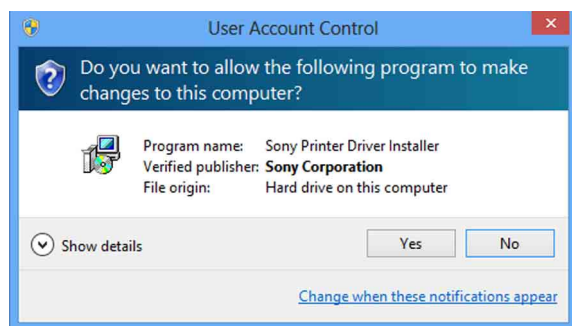 User Account Control
Do you want to allow the following program to make
changes to this computer?
Program name: Sony Printer Driver Installer
Verified publisher: Sony Corporation
File origin: Hard drive on this computer
Show details
Yes
No
Change when these notifications appear